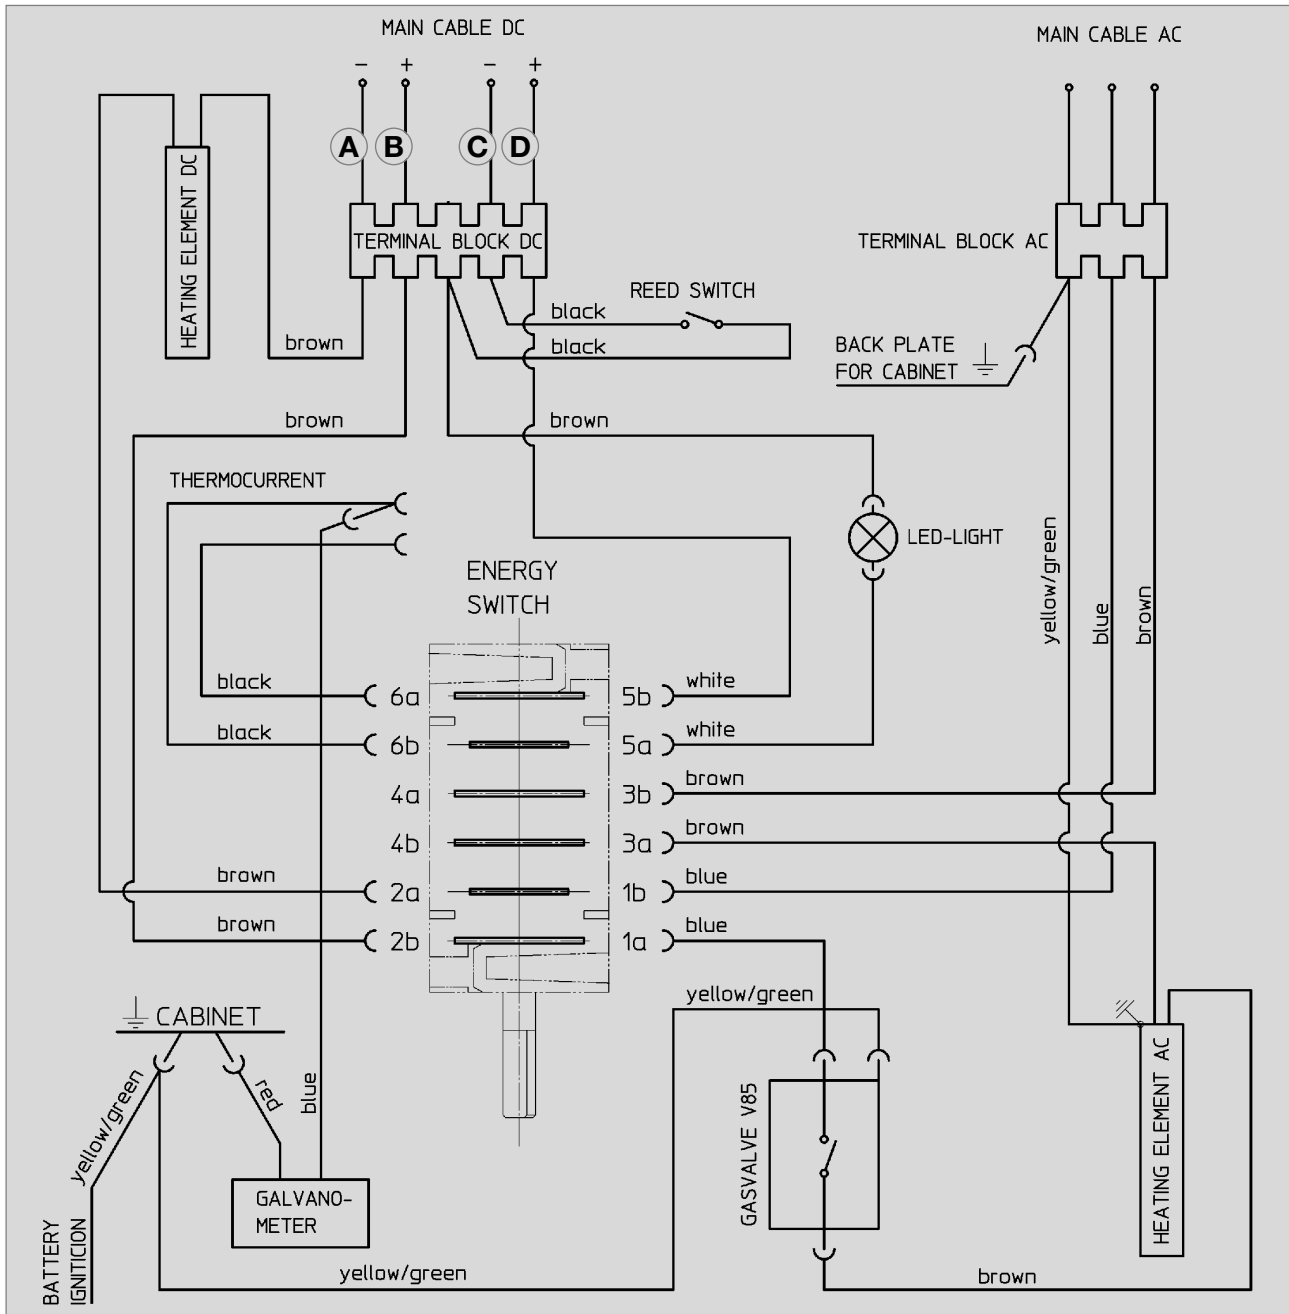 MAIN CABLE DC
MAIN CABLE AC
− + − +
A B C D
HEATING ELEMENT DC
TERMINAL BLOCK DC
TERMINAL BLOCK AC
REED SWITCH
black
brown
black
BACK PLATE
FOR CABINET
brown
brown
THERMOCURRENT
LED-LIGHT
yellow/green
blue
brown
ENERGY
SWITCH
black
6a
5b
white
black
6b
5a
white
4a
3b
brown
4b
3a
brown
brown
2a
1b
blue
brown
2b
1a
blue
yellow/green
CABINET
yellow/green
red
blue
GASVALVE V85
HEATING ELEMENT AC
GALVANO-
METER
BATTERY
IGNITICION
yellow/green
brown